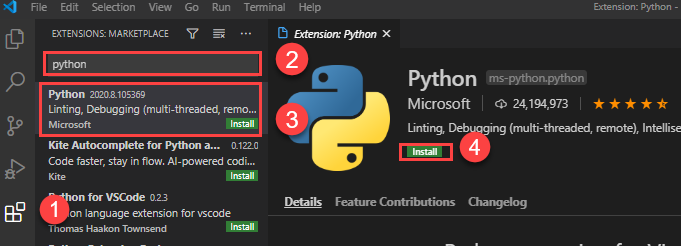 File Edit Selection View Go Run Terminal Help Extension: Python -
EXTENSIONS: MARKETPLACE
python
Python 2020.8.105369
Linting, Debugging (multi-threaded, remo...
Microsoft Install
Kite Autocomplete for Python a... 0.122.0
Code faster, stay in flow. AI-powered codi...
Kite Install
Python for VSCode 0.2.3
on language extension for vscode
Thomas Haakon Townsend Install
1
Extension: Python
2
3
Python ms-python.python
Microsoft 24,194,973
Linting, Debugging (multi-threaded, remote), Intellise
Install
4
Details Feature Contributions Changelog